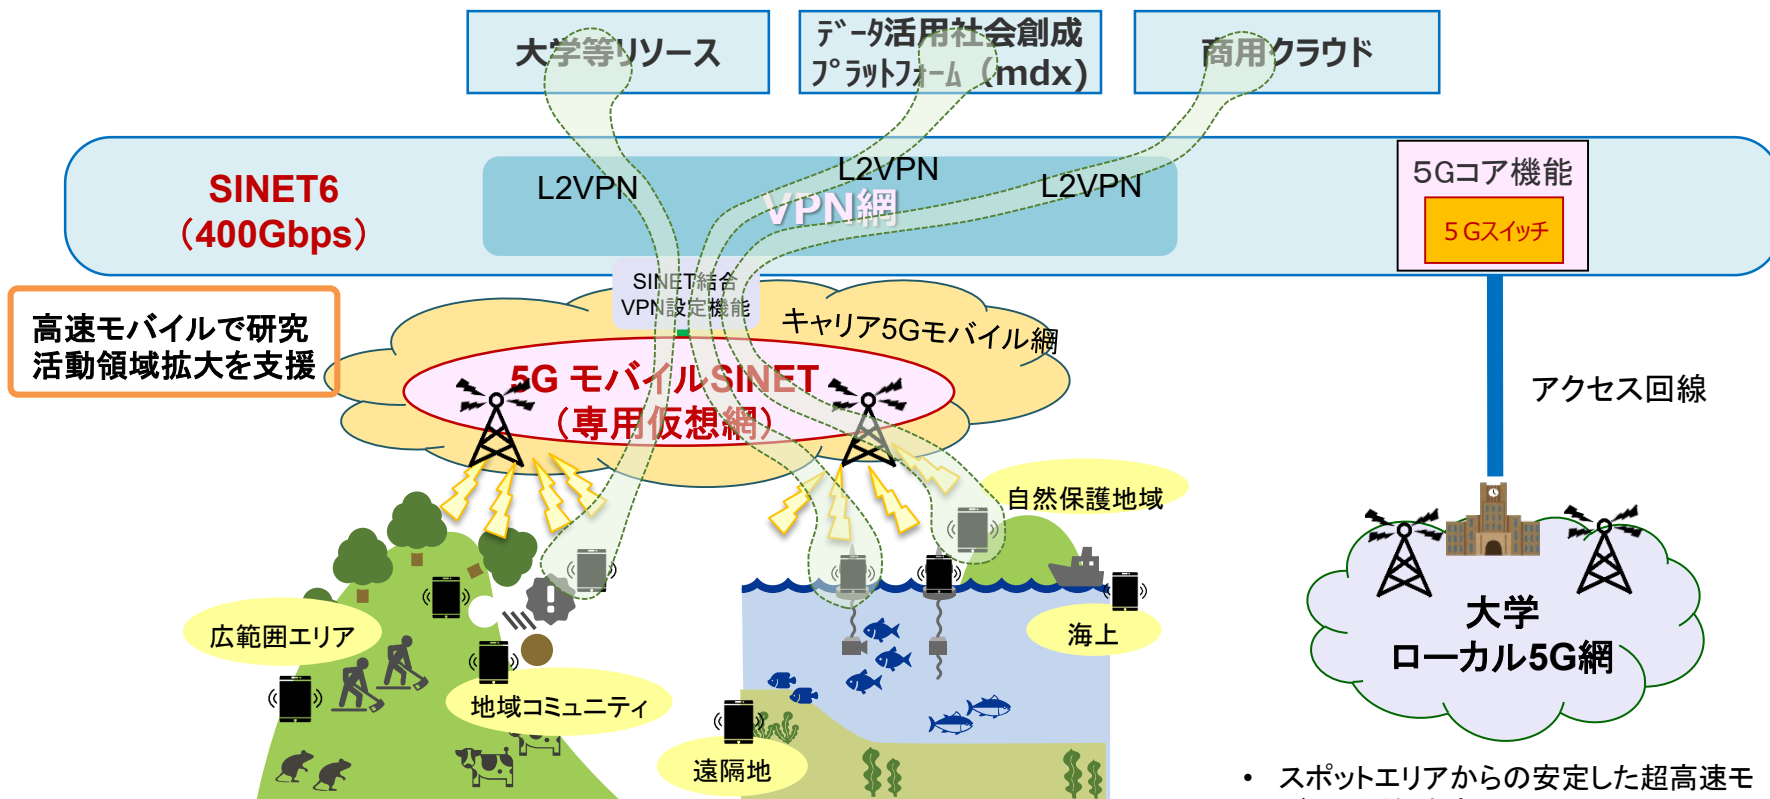 大学等リソース
ﾃﾞｰﾀ活用社会創成
ﾌﾟﾗｯﾄﾌｫｰﾑ（mdx）
商用クラウド
SINET6
（400Gbps）
L2VPN
L2VPN
L2VPN
VPN網
5Gコア機能
5Gスイッチ
SINET結合
VPN設定機能
キャリア5Gモバイル網
高速モバイルで研究
活動領域拡大を支援
5G モバイルSINET
（専用仮想網）
アクセス回線
自然保護地域
広範囲エリア
海上
地域コミュニティ
遠隔地
大学
ローカル5G網
• スポットエリアからの安定した超高速モ